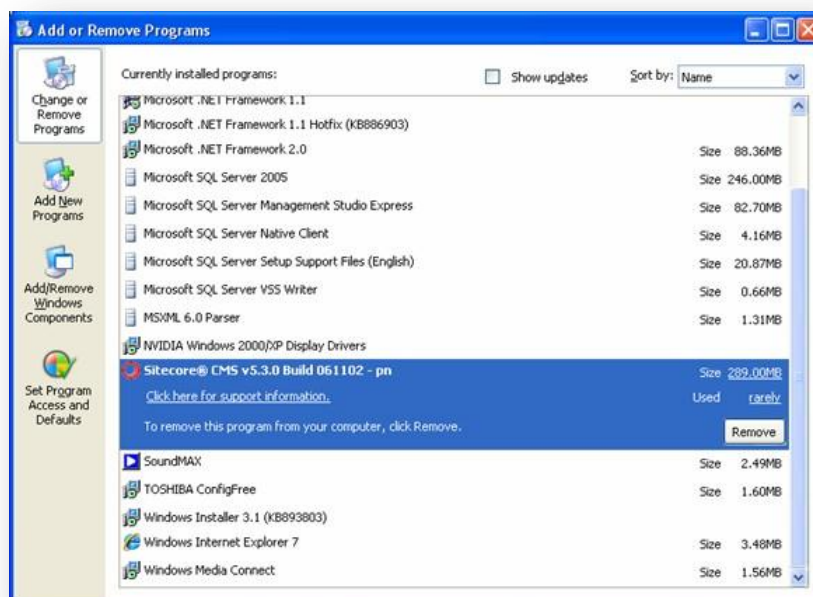 Add or Remove Programs
Change or
Remove
Programs
Add New
Programs
Add/Remove
Windows
Components
Set Program
Access and
Defaults
Currently installed programs:
Show updates
Sort by: Name
Microsoft .NET Framework 1.1
Microsoft .NET Framework 1.1 Hotfix (KB886903)
Microsoft .NET Framework 2.0 Size 88.36MB
Microsoft SQL Server 2005 Size 246.00MB
Microsoft SQL Server Management Studio Express Size 82.70MB
Microsoft SQL Server Native Client Size 4.16MB
Microsoft SQL Server Setup Support Files (English) Size 20.87MB
Microsoft SQL Server VSS Writer Size 0.66MB
MSXML 6.0 Parser Size 1.31MB
NVIDIA Windows 2000/XP Display Drivers
Sitecore® CMS v5.3.0 Build 061102 - pn Size 289.00MB
Click here for support information. Used rarely
To remove this program from your computer, click Remove. Remove
SoundMAX Size 2.49MB
TOSHIBA ConfigFree Size 1.60MB
Windows Installer 3.1 (KB893803)
Windows Internet Explorer 7 Size 3.48MB
Windows Media Connect Size 1.56MB